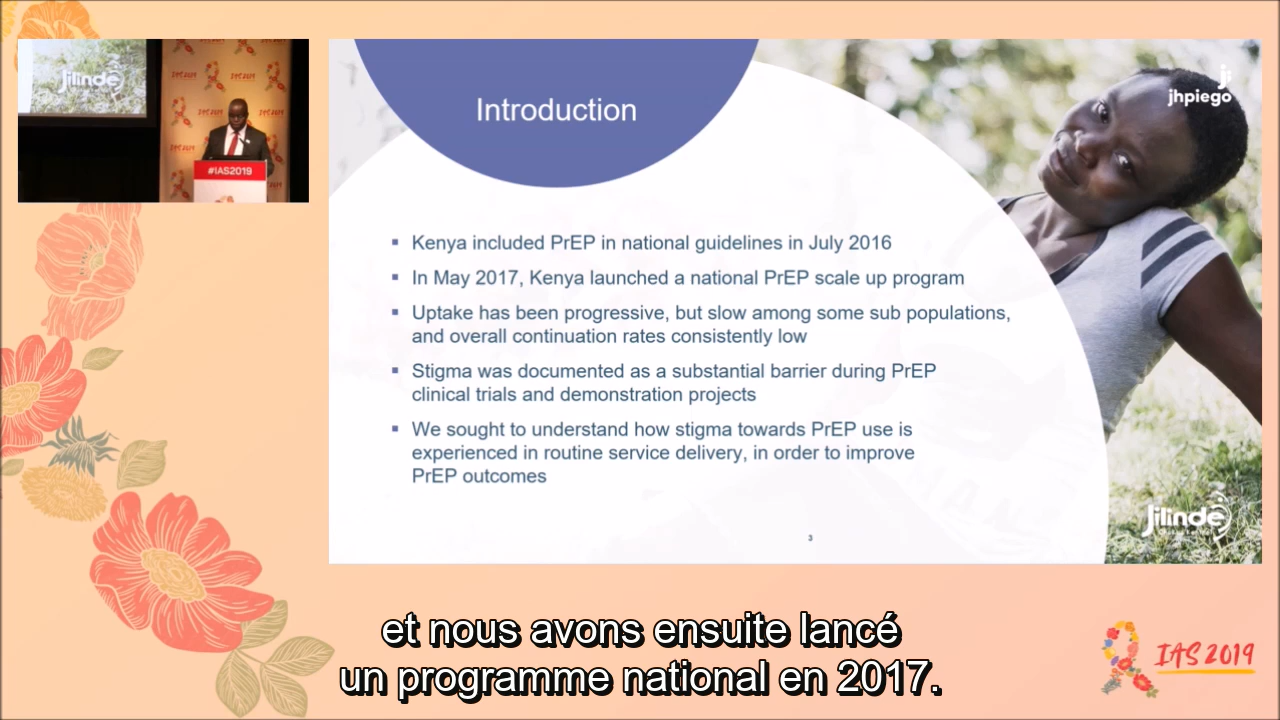 Jilinde
IAS 2019
IAS 2019
#IAS2019
Introduction
jhpiego
▪ Kenya included PrEP in national guidelines in July 2016
▪ In May 2017, Kenya launched a national PrEP scale up program
▪ Uptake has been progressive, but slow among some sub populations,
and overall continuation rates consistently low
▪ Stigma was documented as a substantial barrier during PrEP
clinical trials and demonstration projects
▪ We sought to understand how stigma towards PrEP use is
experienced in routine service delivery, in order to improve
PrEP outcomes
3
Jilinde
et nous avons ensuite lancé
un programme national en 2017.
IAS 2019